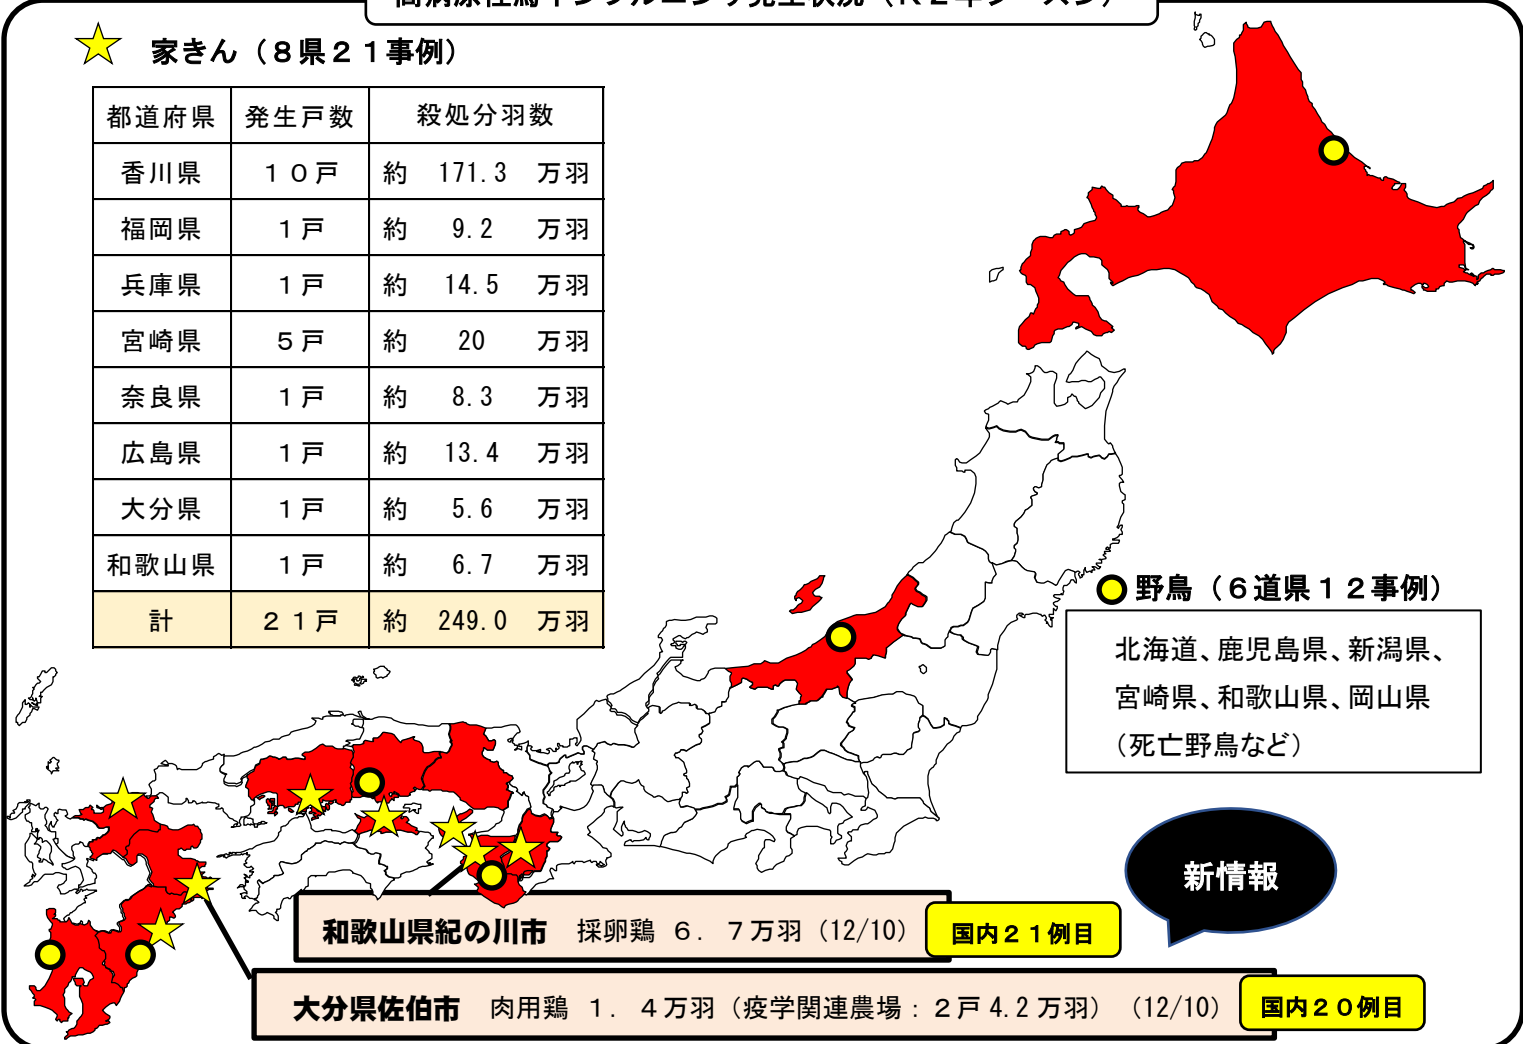 家きん（８県２１事例）
都道府県 発生戸数 殺処分羽数
香川県 １０戸 約 171.3 万羽
福岡県 １戸 約 9.2 万羽
兵庫県 １戸 約 14.5 万羽
宮崎県 ５戸 約 20 万羽
奈良県 １戸 約 8.3 万羽
広島県 １戸 約 13.4 万羽
大分県 １戸 約 5.6 万羽
和歌山県 １戸 約 6.7 万羽
計 ２１戸 約 249.0 万羽
野鳥（６道県１２事例）
北海道、鹿児島県、新潟県、
宮崎県、和歌山県、岡山県
（死亡野鳥など）
新情報
和歌山県紀の川市 採卵鶏 ６．７万羽（12/10） 国内２１例目
大分県佐伯市 肉用鶏 １．４万羽（疫学関連農場：２戸 4.2 万羽）（12/10） 国内２０例目